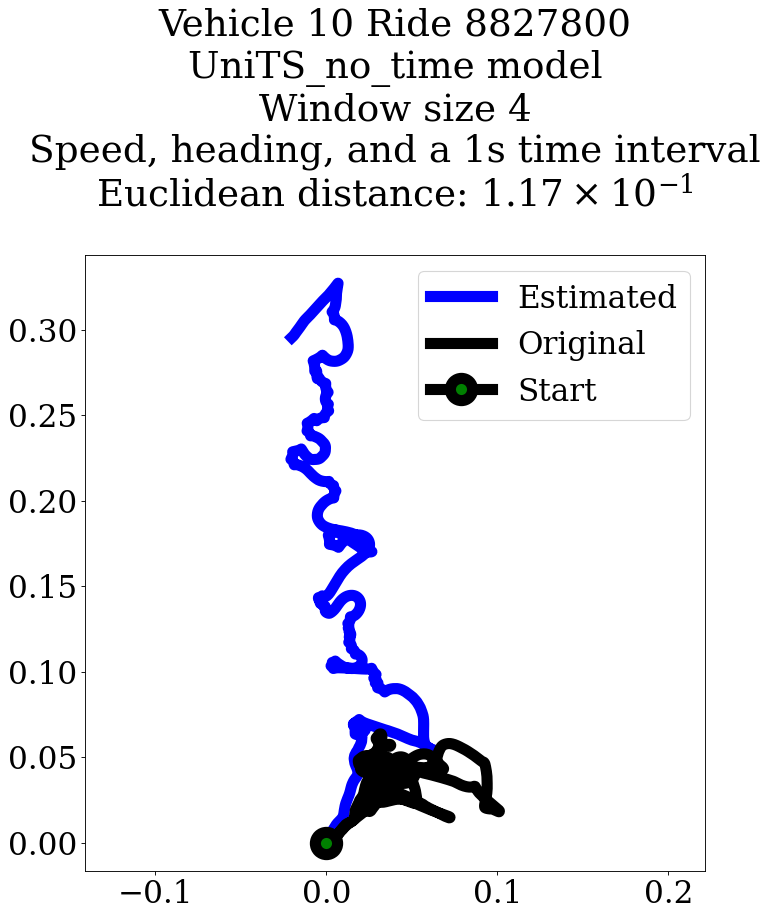 Vehicle 10 Ride 8827800
UniTS_no_time model
Window size 4
Speed, heading, and a 1s time interval
Euclidean distance: 1.17 × 10⁻¹
Estimated
Original
Start
0.30
0.25
0.20
0.15
0.10
0.05
0.00
−0.1 0.0 0.1 0.2